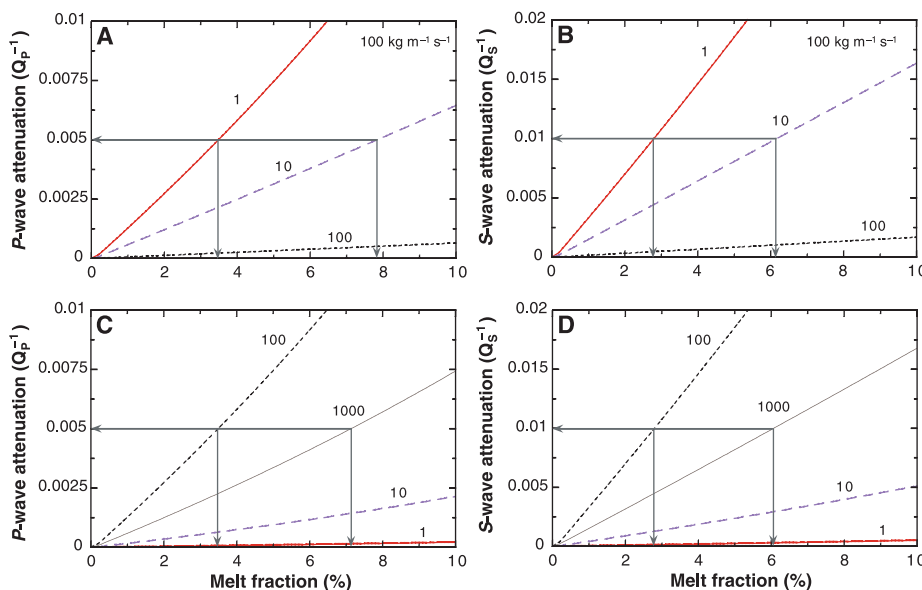 A
100 kg m⁻¹ s⁻¹
P-wave attenuation (Q_P⁻¹)
0.01
0.0075
0.005
0.0025
0
1
10
100
0 2 4 6 8 10
B
100 kg m⁻¹ s⁻¹
S-wave attenuation (Q_S⁻¹)
0.02
0.015
0.01
0.005
0
1
10
100
0 2 4 6 8 10
C
P-wave attenuation (Q_P⁻¹)
0.01
0.0075
0.005
0.0025
0
100
1000
10
1
0 2 4 6 8 10
Melt fraction (%)
D
S-wave attenuation (Q_S⁻¹)
0.02
0.015
0.01
0.005
0
100
1000
10
1
0 2 4 6 8 10
Melt fraction (%)